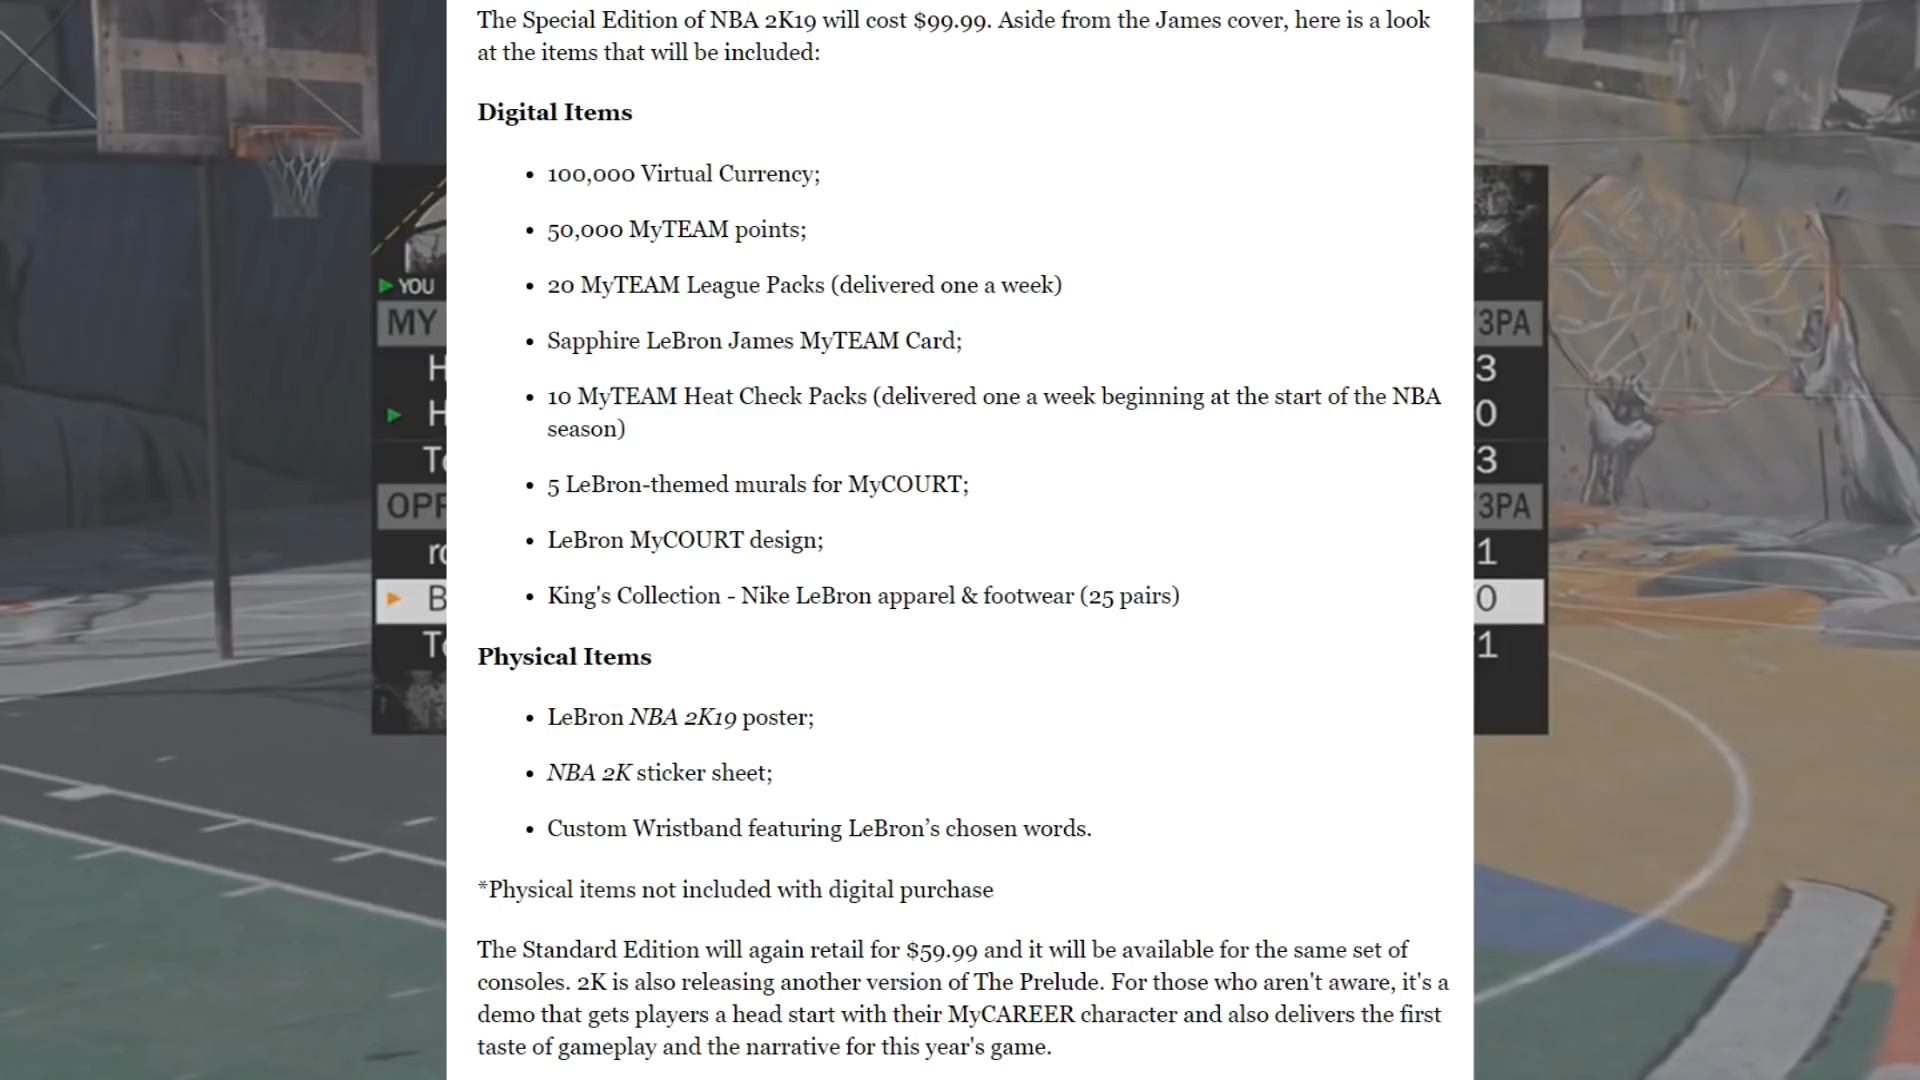 The Special Edition of NBA 2K19 will cost $99.99. Aside from the James cover, here is a look
at the items that will be included:
Digital Items
• 100,000 Virtual Currency;
• 50,000 MyTEAM points;
• 20 MyTEAM League Packs (delivered one a week)
• Sapphire LeBron James MyTEAM Card;
• 10 MyTEAM Heat Check Packs (delivered one a week beginning at the start of the NBA
season)
• 5 LeBron-themed murals for MyCOURT;
• LeBron MyCOURT design;
• King's Collection - Nike LeBron apparel & footwear (25 pairs)
Physical Items
• LeBron NBA 2K19 poster;
• NBA 2K sticker sheet;
• Custom Wristband featuring LeBron’s chosen words.
*Physical items not included with digital purchase
The Standard Edition will again retail for $59.99 and it will be available for the same set of
consoles. 2K is also releasing another version of The Prelude. For those who aren't aware, it's a
demo that gets players a head start with their MyCAREER character and also delivers the first
taste of gameplay and the narrative for this year's game.
YOU
MY
H
H
OPP
B
3PA
3
0
3
3PA
1
0
1